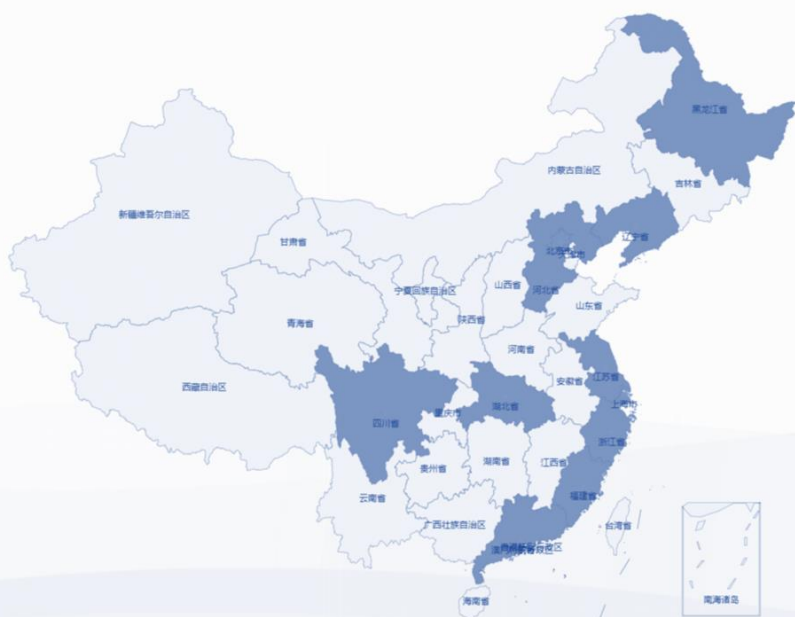 黑龙江省
内蒙古自治区
吉林省
新疆维吾尔自治区
辽宁省
甘肃省
北京市
山西省
河北省
宁夏回族自治区
山东省
陕西省
青海省
河南省
江苏省
安徽省
西藏自治区
上海市
湖北省
重庆市
四川省
浙江省
湖南省
江西省
贵州省
福建省
云南省
广西壮族自治区
台湾省
海南省
南海诸岛